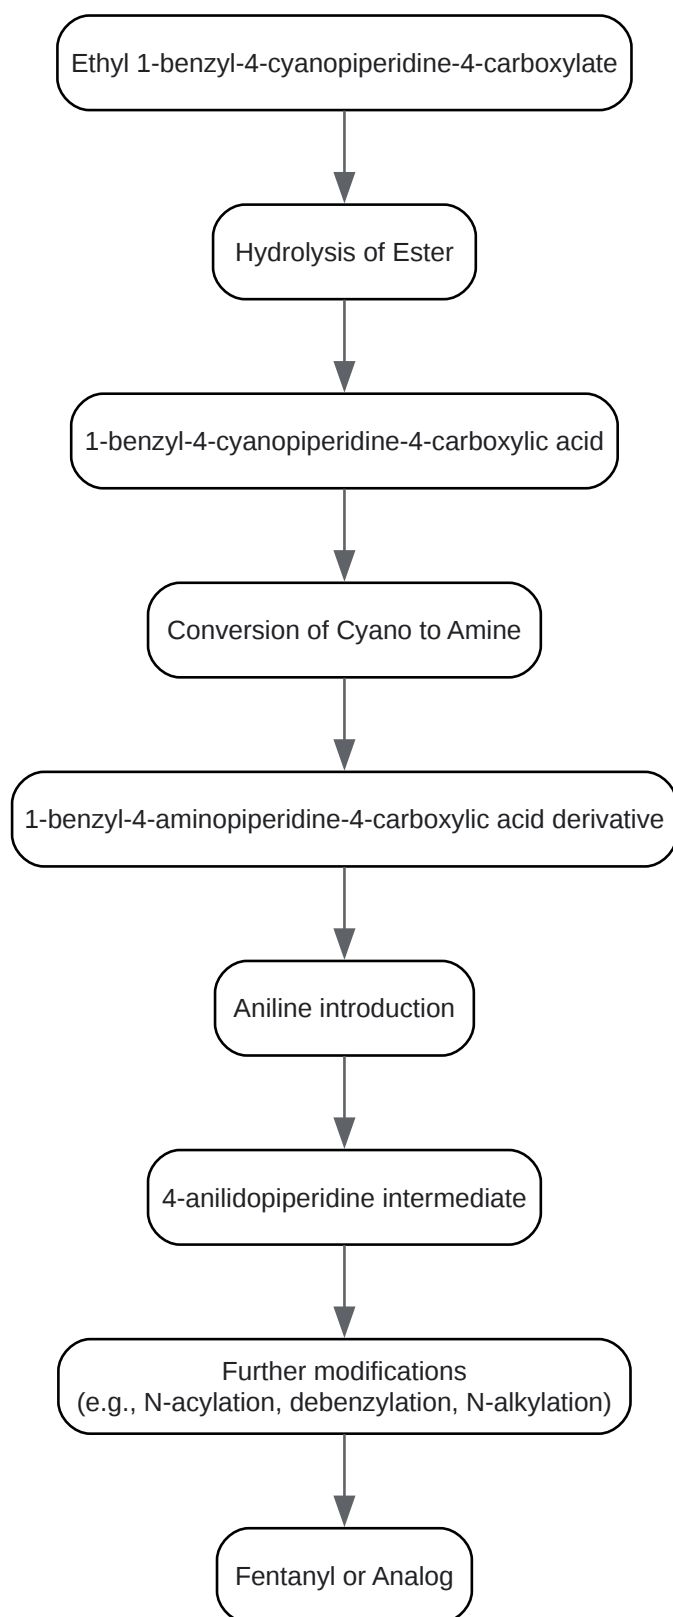 Ethyl 1-benzyl-4-cyanopiperidine-4-carboxylate
Hydrolysis of Ester
1-benzyl-4-cyanopiperidine-4-carboxylic acid
Conversion of Cyano to Amine
1-benzyl-4-aminopiperidine-4-carboxylic acid derivative
Aniline introduction
4-anilidopiperidine intermediate
Further modifications
(e.g., N-acylation, debenzylation, N-alkylation)
Fentanyl or Analog